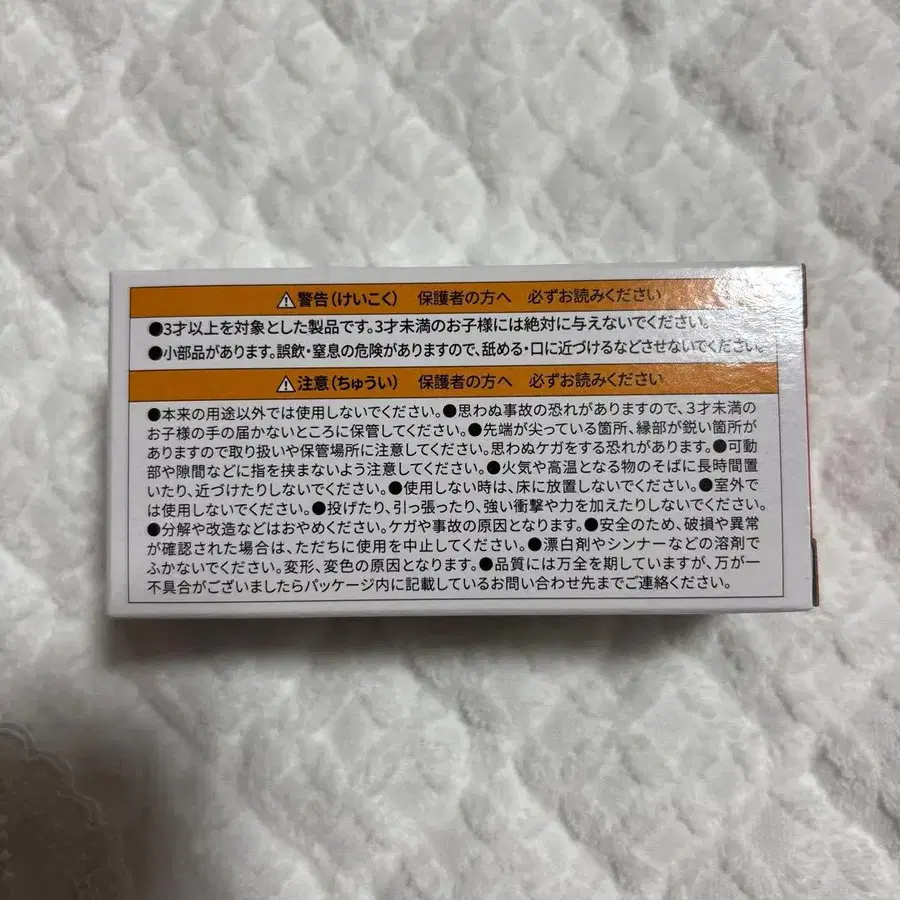 ⚠警告(けいこく) 保護者の方へ 必ずお読みください
●3才以上を対象とした製品です。3才未満のお子様には絶対に与えないでください。
●小部品があります。誤飲・窒息の危険がありますので、舐める・口に近づけるなどさせないでください。
⚠注意(ちゅうい) 保護者の方へ 必ずお読みください
●本来の用途以外では使用しないでください。●思わぬ事故の恐れがありますので、3才未満の
お子様の手の届かないところに保管してください。●先端が尖っている箇所、縁部が鋭い箇所が
ありますので取り扱いや保管場所に注意してください。思わぬケガをする恐れがあります。●可動
部や隙間などに指を挟まないよう注意してください。●火気や高温となる物のそばに長時間置
いたり、近づけたりしないでください。●使用しない時は、床に放置しないでください。●室外で
は使用しないでください。●投げたり、引っ張ったり、強い衝撃や力を加えたりしないでください。
●分解や改造などはおやめください。ケガや事故の原因となります。●安全のため、破損や異常
が確認された場合は、ただちに使用を中止してください。●漂白剤やシンナーなどの溶剤で
ふかないでください。変形、変色の原因となります。●品質には万全を期していますが、万が一
不具合がございましたらパッケージ内に記載しているお問い合わせ先までご連絡ください。